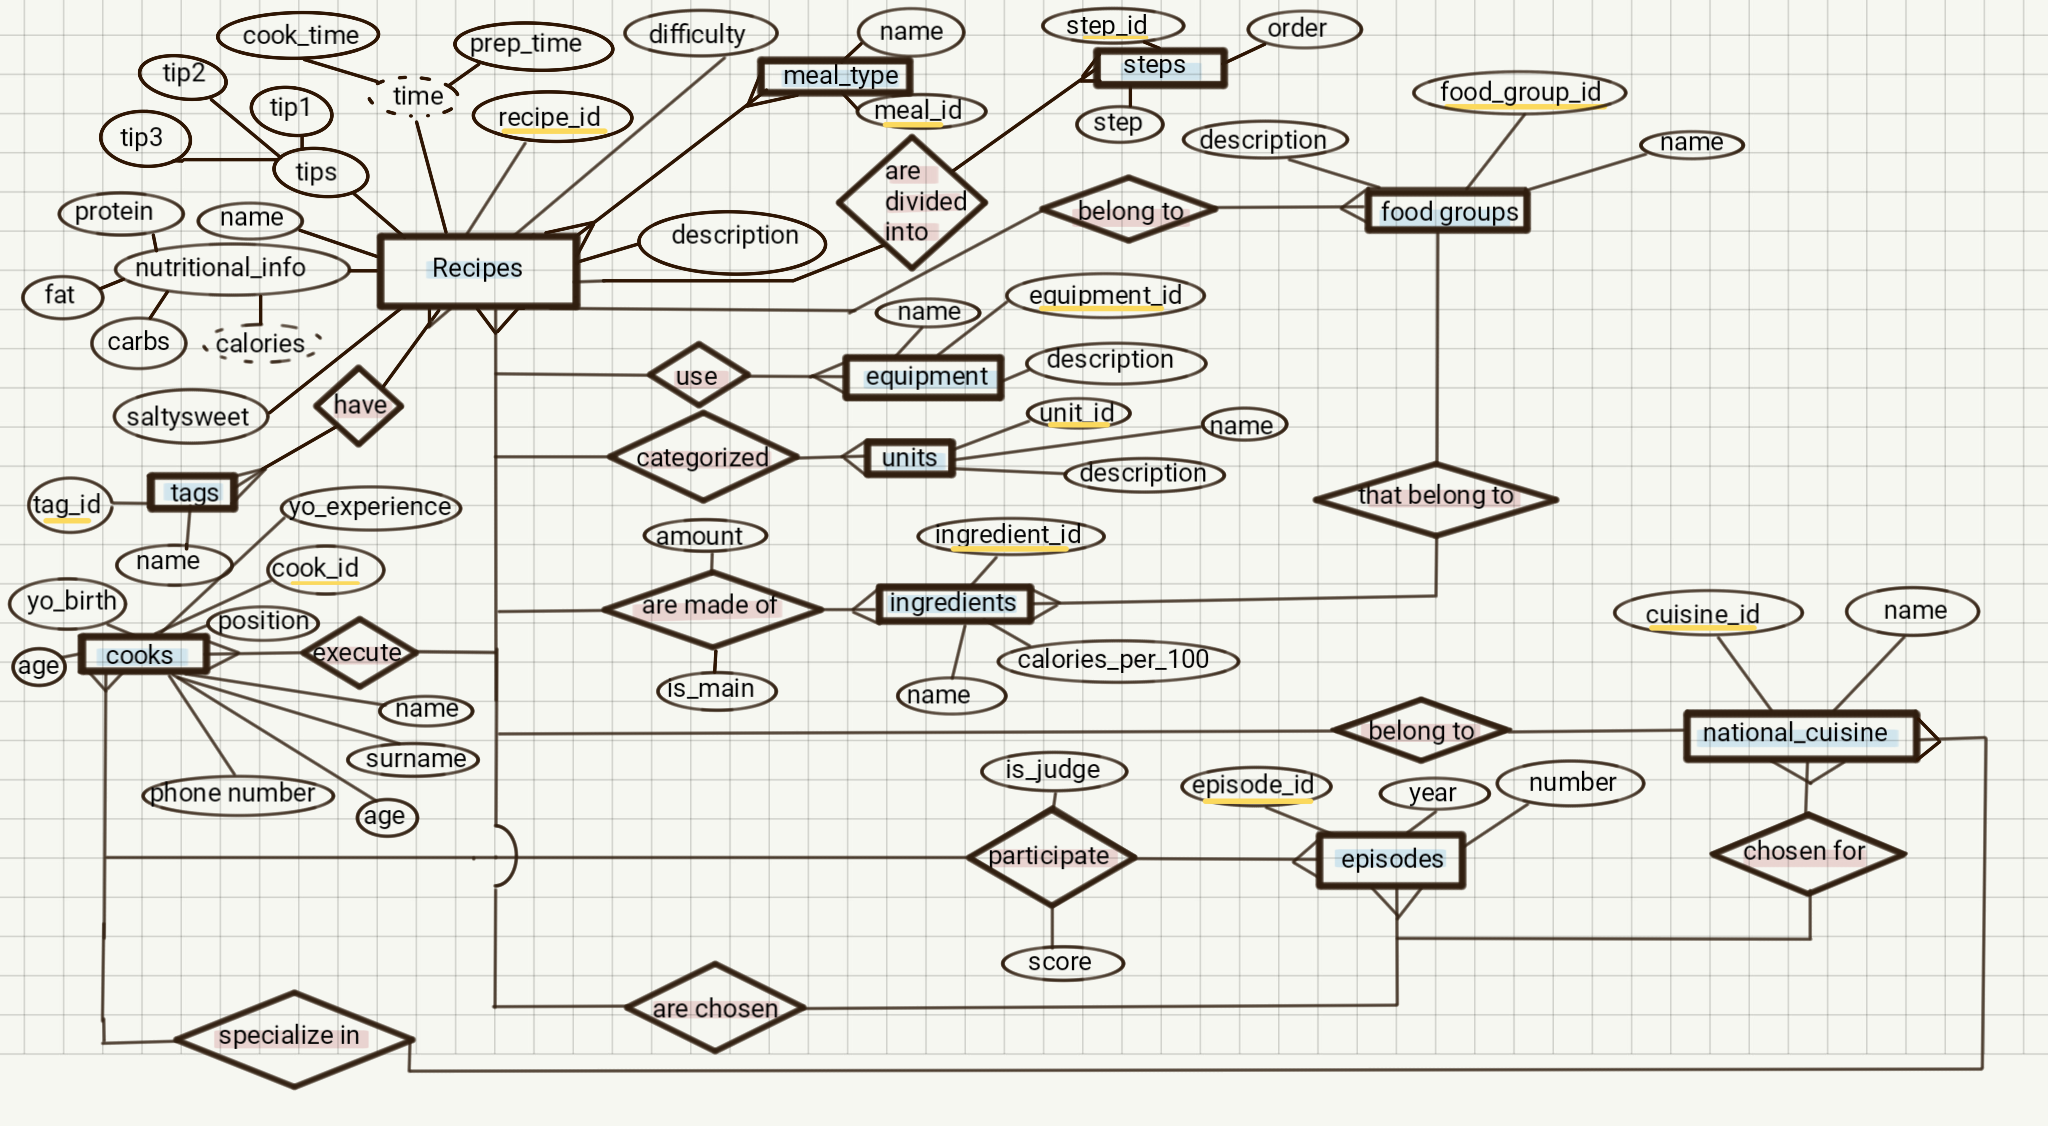 cook_time
prep_time
difficulty
name
step_id
order
tip2
time
meal_type
steps
tip1
recipe_id
meal_id
step
food_group_id
tip3
tips
description
name
are
divided
into
protein
name
description
belong to
food groups
nutritional_info
Recipes
fat
equipment_id
name
carbs
calories
description
use
equipment
saltysweet
have
unit_id
name
categorized
units
description
tags
tag_id
yo_experience
that belong to
name
amount
ingredient_id
cook_id
yo_birth
position
are made of
ingredients
cuisine_id
name
age
cooks
execute
calories_per_100
is_main
name
name
surname
belong to
national_cuisine
phone number
age
is_judge
episode_id
year
number
participate
episodes
chosen for
score
are chosen
specialize in